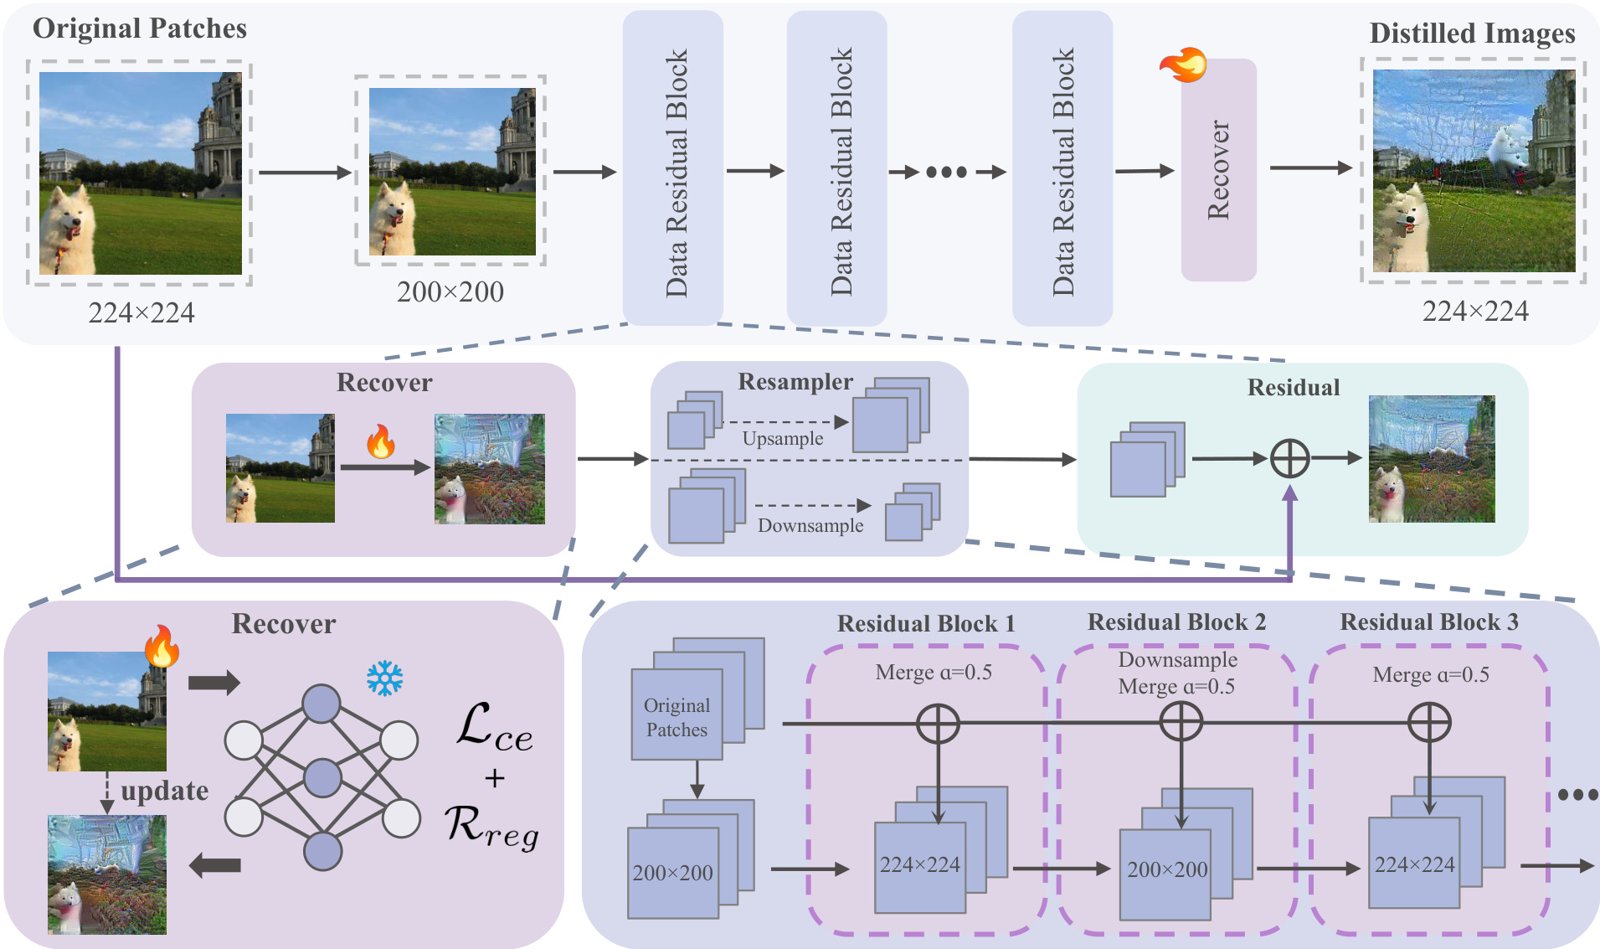 Original Patches
Distilled Images
224×224
200×200
Data Residual Block
Data Residual Block
Data Residual Block
Recover
224×224
Recover
Resampler
Upsample
Downsample
Residual
Recover
update
ℒce
+
ℛreg
Residual Block 1
Residual Block 2
Residual Block 3
Merge ɑ=0.5
Downsample
Merge ɑ=0.5
Merge ɑ=0.5
Original
Patches
200×200
224×224
200×200
224×224